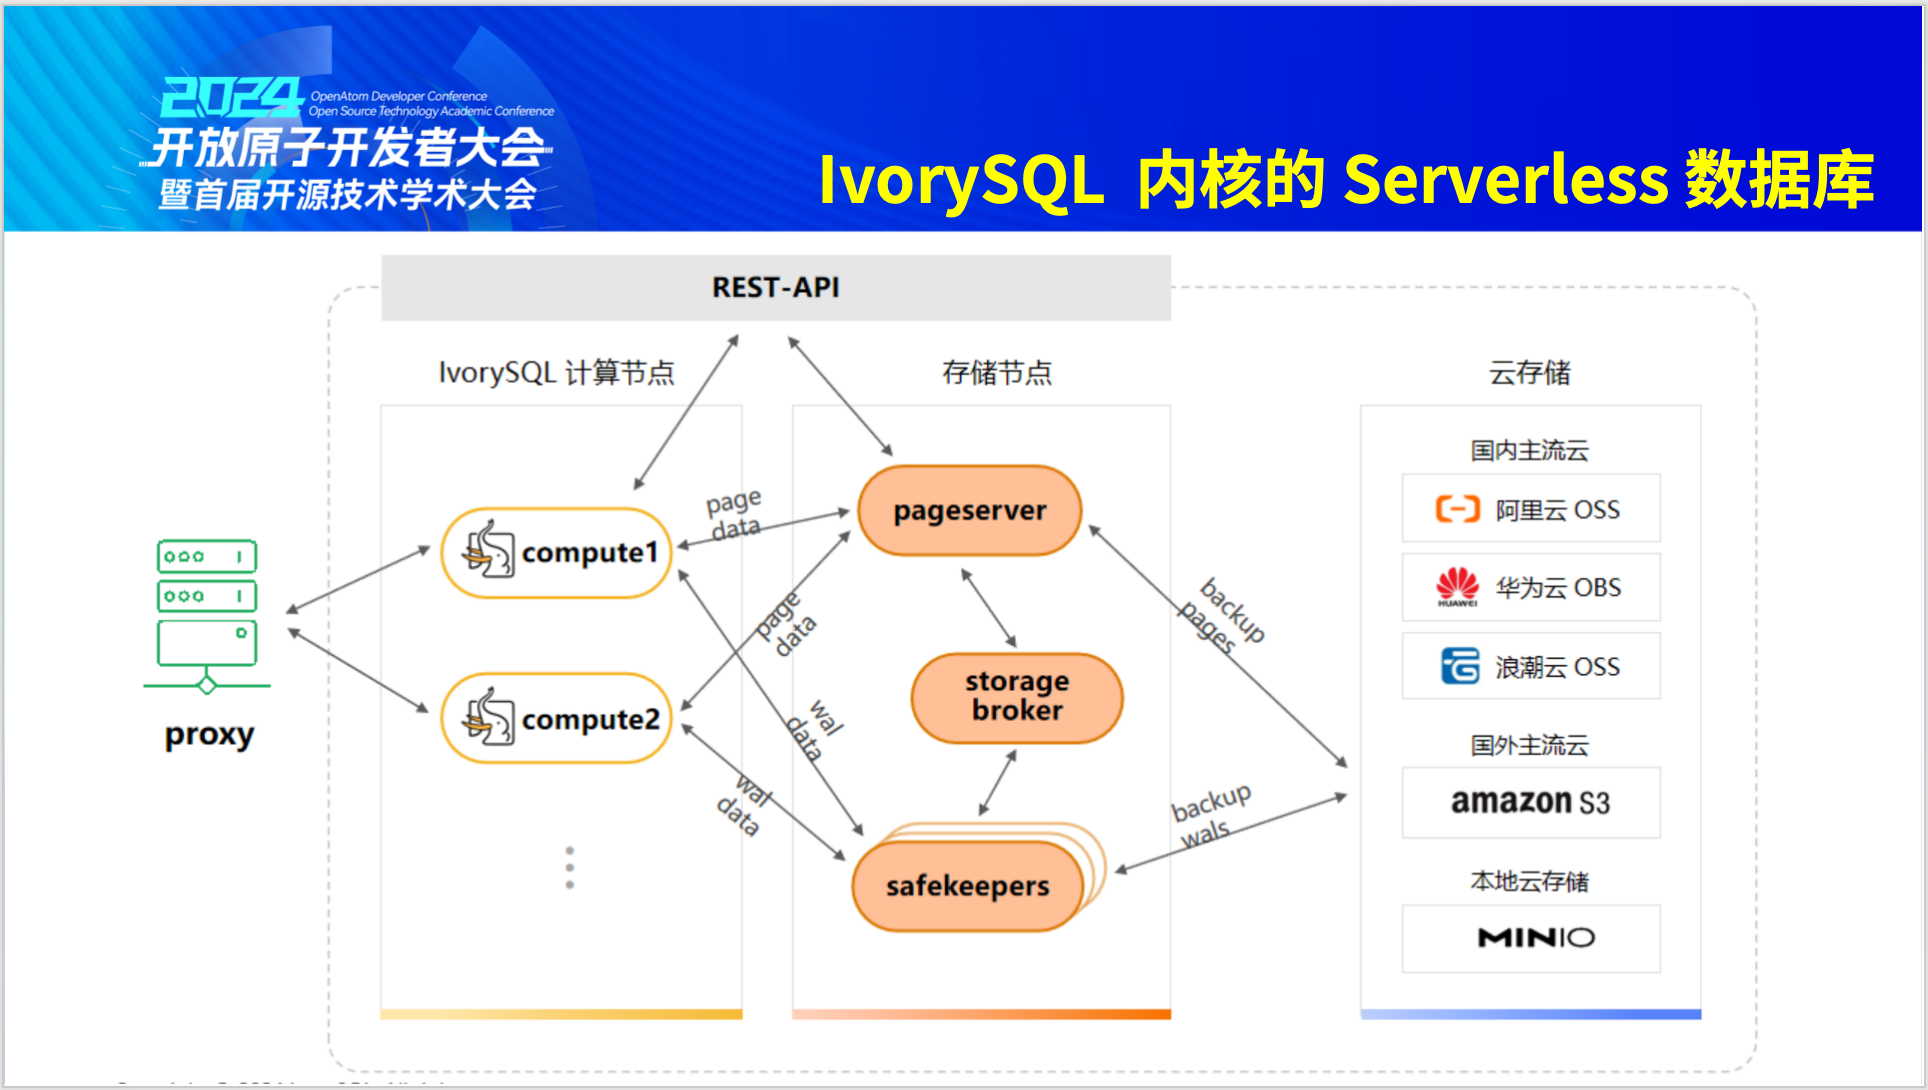 2024
OpenAtom Developer Conference
Open Source Technology Academic Conference
开放原子开发者大会
暨首届开源技术学术大会
IvorySQL 内核的 Serverless 数据库
REST-API
IvorySQL 计算节点
存储节点
云存储
proxy
compute1
compute2
page
data
page
data
wal
data
wal
data
pageserver
storage
broker
safekeepers
backup
pages
backup
wals
国内主流云
阿里云 OSS
HUAWEI
华为云 OBS
浪潮云 OSS
国外主流云
amazon S3
本地云存储
MINIO